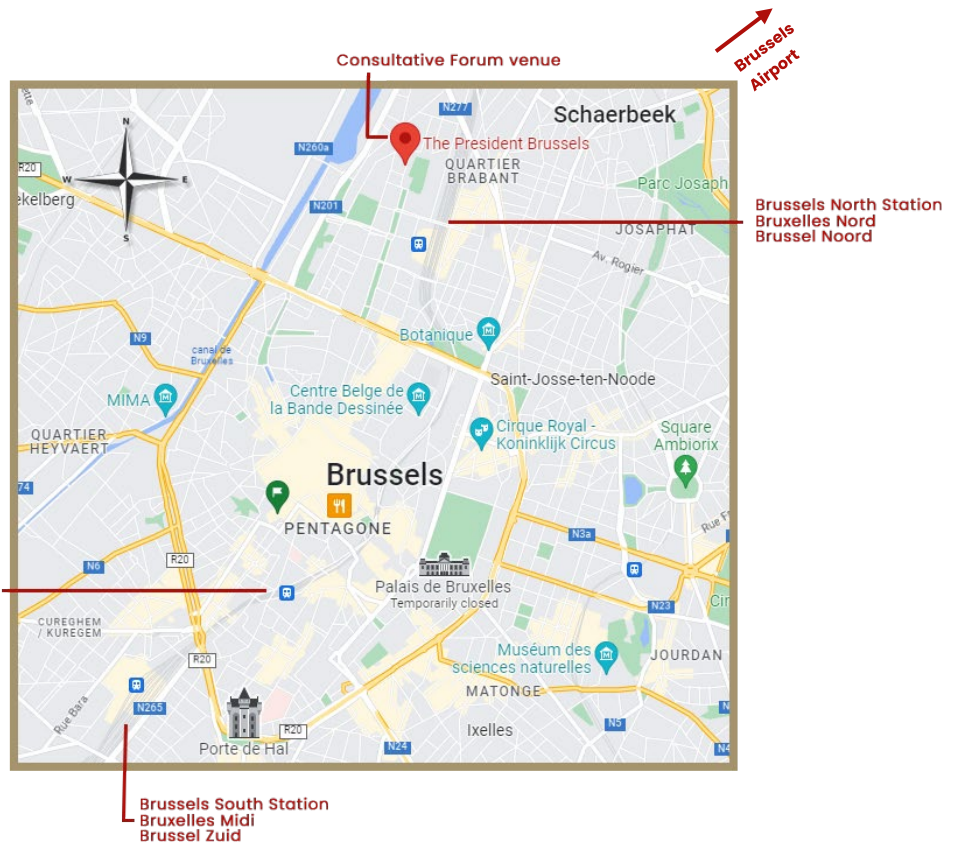 Brussels
Airport
Consultative Forum venue
N277
Schaerbeek
N
The President Brussels
N260a
QUARTIER
BRABANT
R20
W
E
Parc Josaph
ekelberg
N201
Brussels North Station
Bruxelles Nord
Brussel Noord
S
JOSAPHAT
Av. Rogier
Botanique
N9
canal de
Bruxelles
Saint-Josse-ten-Noode
Centre Belge de
la Bande Dessinée
MIMA
Cirque Royal -
Koninklijk Circus
Square
Ambiorix
QUARTIER
HEYVAERT
Brussels
74
PENTAGONE
Rue F
N3a
R20
N6
Palais de Bruxelles
Temporarily closed
N23
Cin
CUREGHEM
/ KUREGEM
Muséum des
sciences naturelles
JOURDAN
R20
MATONGE
N265
Rue Bara
N
N5
Ixelles
R20
Porte de Hal
N24
N4
Brussels South Station
Bruxelles Midi
Brussel Zuid